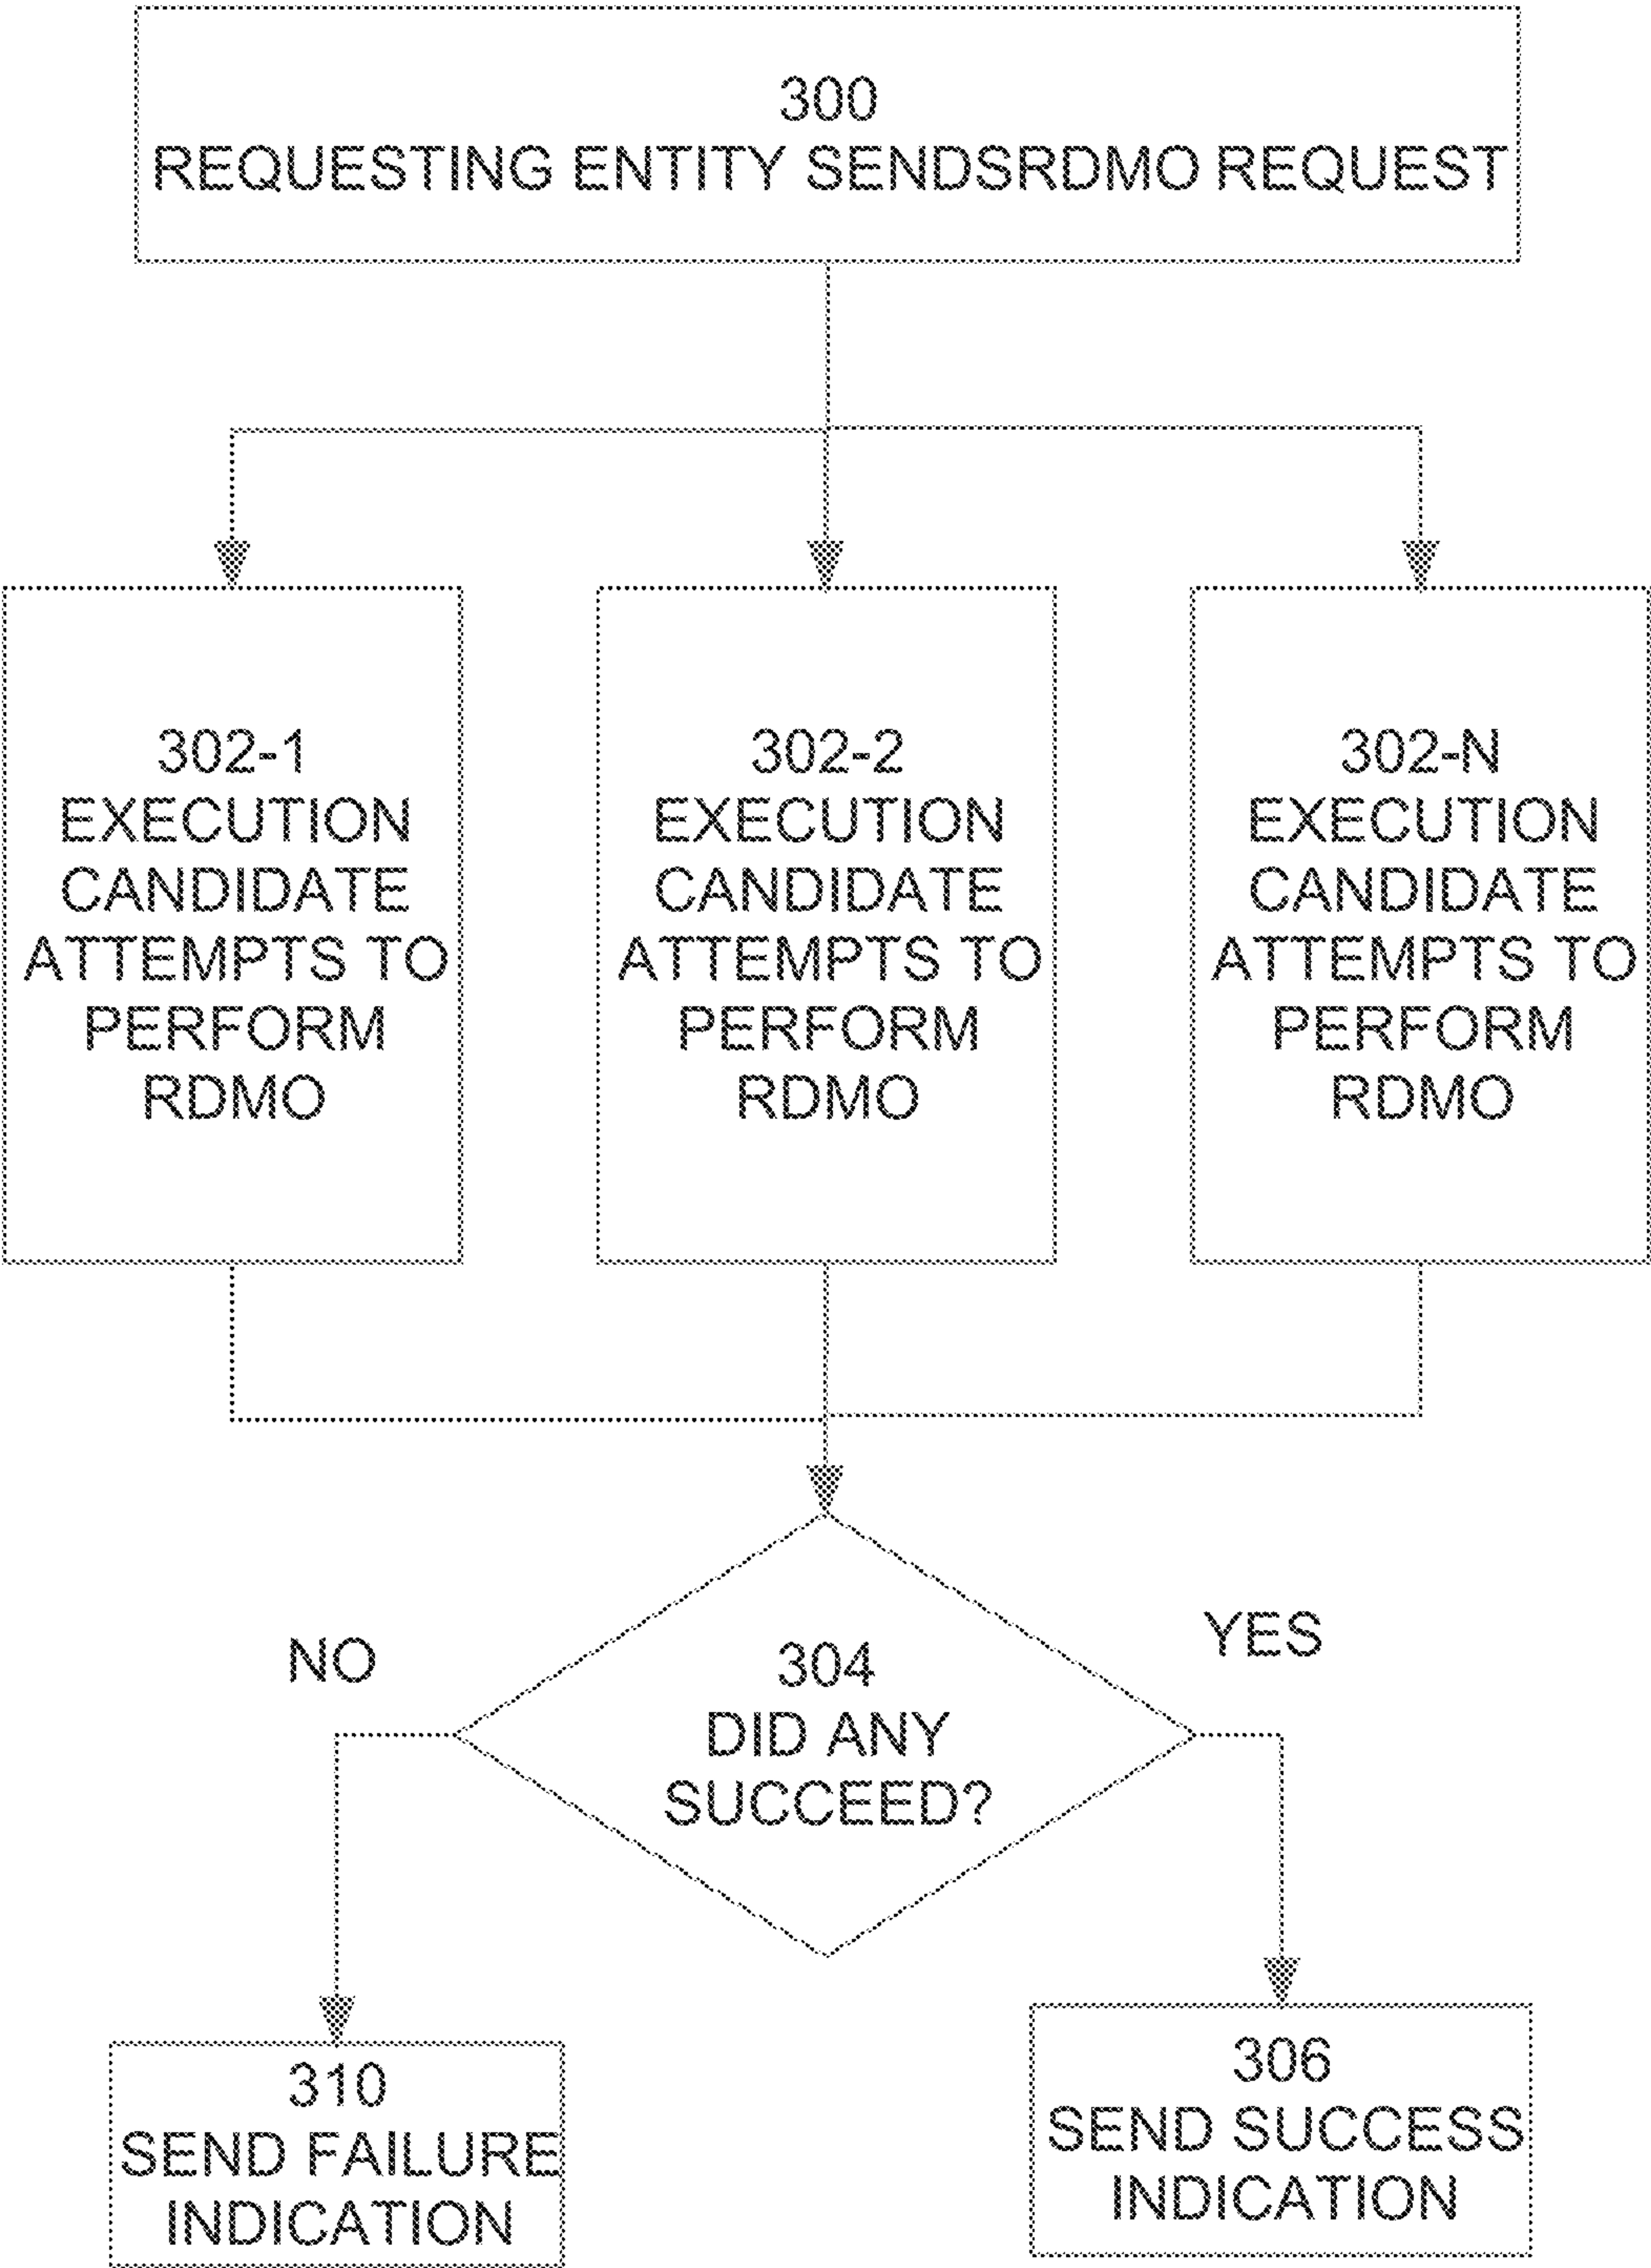 300
REQUESTING ENTITY SENDSRDMO REQUEST
302-1
EXECUTION
CANDIDATE
ATTEMPTS TO
PERFORM
RDMO
302-2
EXECUTION
CANDIDATE
ATTEMPTS TO
PERFORM
RDMO
302-N
EXECUTION
CANDIDATE
ATTEMPTS TO
PERFORM
RDMO
NO
304
DID ANY
SUCCEED?
YES
310
SEND FAILURE
INDICATION
306
SEND SUCCESS
INDICATION